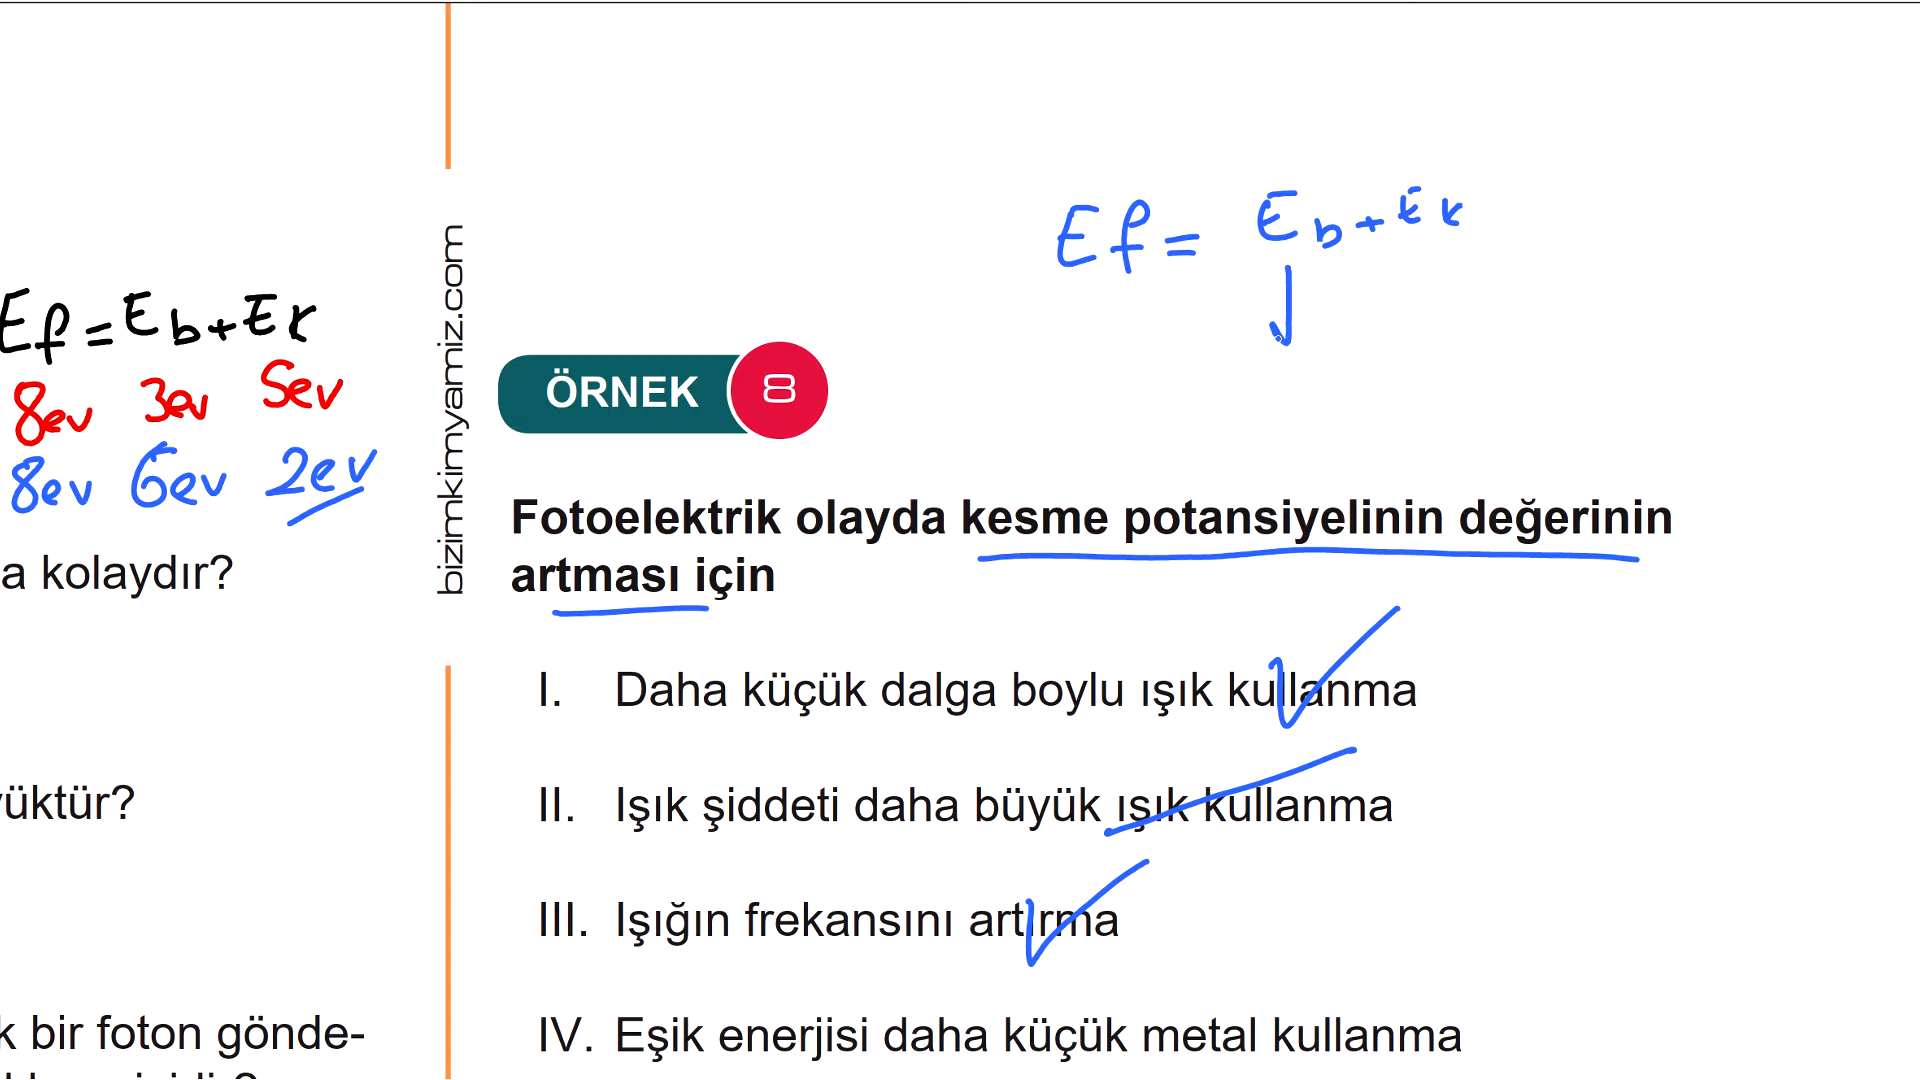 Ef=Eb+Ek
8ev 3ev 5ev
8ev 6ev 2ev
a kolaydır?
üktür?
k bir foton gönde-
bizimkimyamiz.com
Ef= Eb+Ek
ÖRNEK 8
Fotoelektrik olayda kesme potansiyelinin değerinin
artması için
I. Daha küçük dalga boylu ışık kullanma
II. Işık şiddeti daha büyük ışık kullanma
III. Işığın frekansını artırma
IV. Eşik enerjisi daha küçük metal kullanma